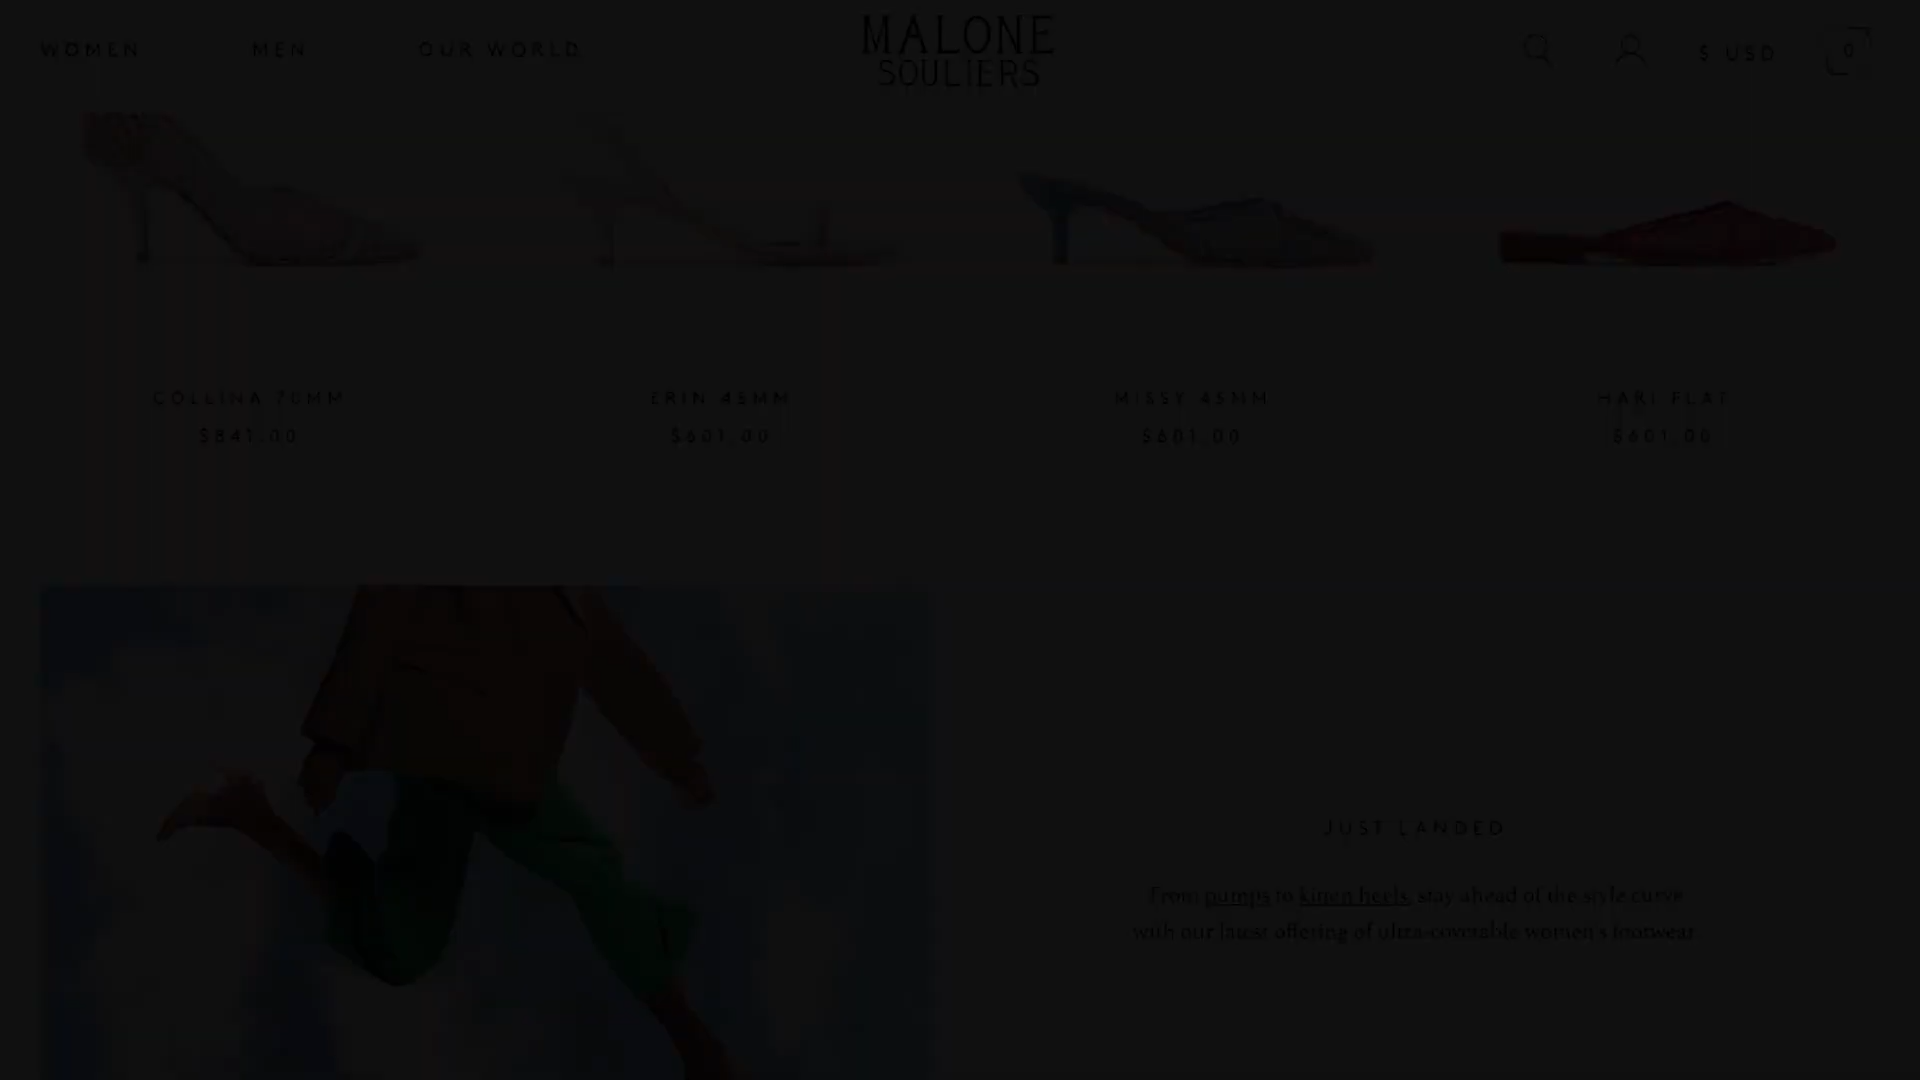 WOMEN MEN OUR WORLD
MALONE
SOULIERS
$ USD 0
COLLINA 70MM ERIN 45MM MISSY 45MM HARI FLAT
$841.00 $601.00 $601.00 $601.00
JUST LANDED
From pumps to kitten heels, stay ahead of the style curve
with our latest offering of ultra-covetable women's footwear.